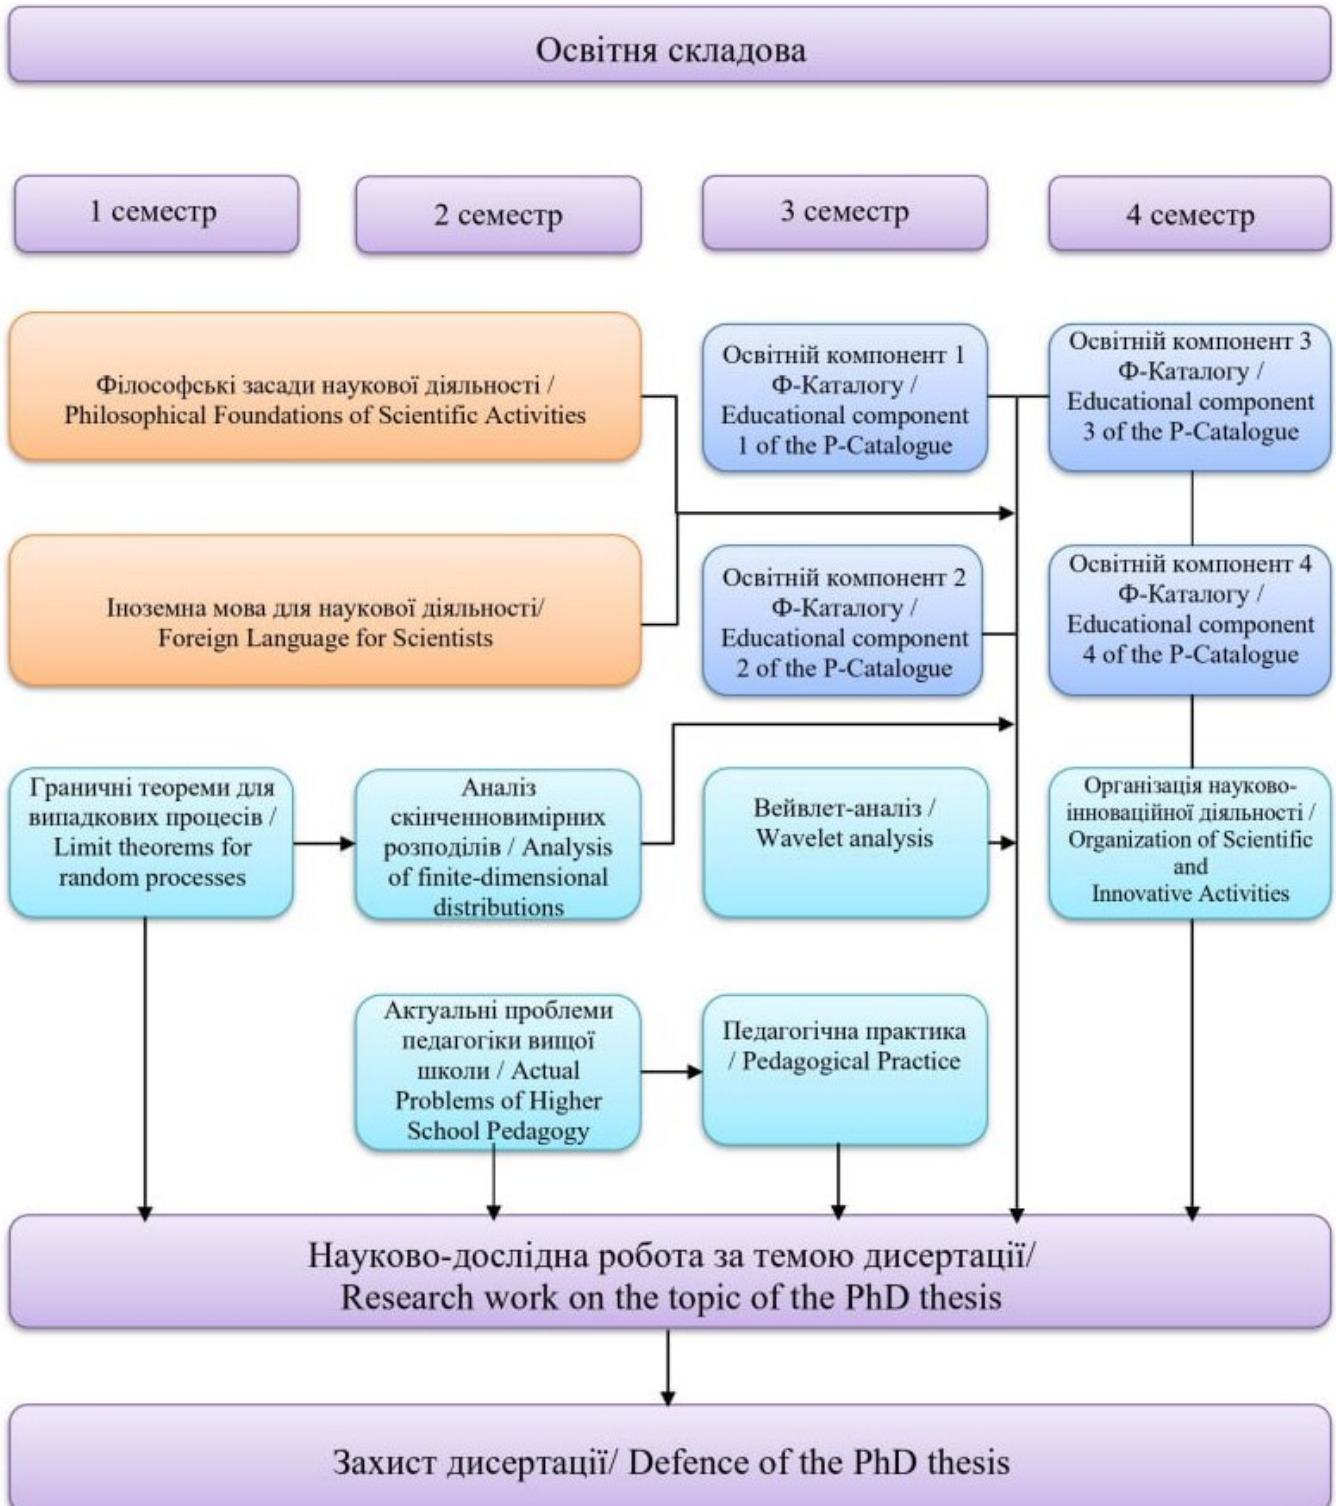 Освітня складова
1 семестр
2 семестр
3 семестр
4 семестр
Філософські засади наукової діяльності /
Philosophical Foundations of Scientific Activities
Освітній компонент 1
Ф-Каталогу /
Educational component
1 of the P-Catalogue
Освітній компонент 3
Ф-Каталогу /
Educational component
3 of the P-Catalogue
Іноземна мова для наукової діяльності/
Foreign Language for Scientists
Освітній компонент 2
Ф-Каталогу /
Educational component
2 of the P-Catalogue
Освітній компонент 4
Ф-Каталогу /
Educational component
4 of the P-Catalogue
Граничні теореми для
випадкових процесів /
Limit theorems for
random processes
Аналіз
скінченновимірних
розподілів / Analysis
of finite-dimensional
distributions
Вейвлет-аналіз /
Wavelet analysis
Організація науково-
інноваційної діяльності /
Organization of Scientific
and
Innovative Activities
Актуальні проблеми
педагогіки вищої
школи / Actual
Problems of Higher
School Pedagogy
Педагогічна практика
/ Pedagogical Practice
Науково-дослідна робота за темою дисертації/
Research work on the topic of the PhD thesis
Захист дисертації/ Defence of the PhD thesis